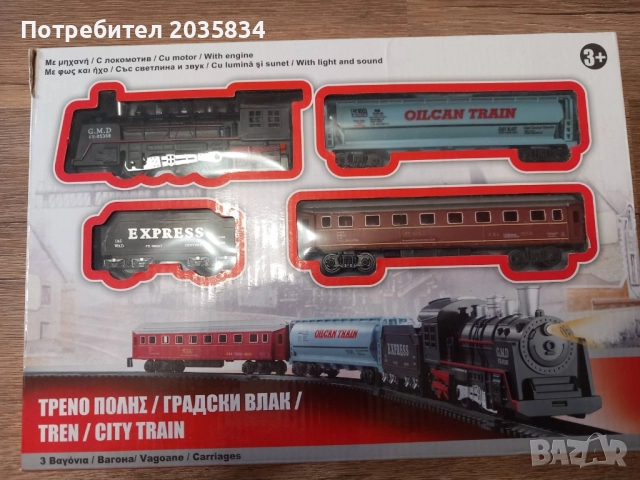 Потребител 2035834
Με μηχανή / С локомотив / Cu motor / With engine
Με φως και ήχο / Със светлина и звук / Cu lumină şi sunet / With light and sound
3+
G.M.D
OILCAN TRAIN
EXPRESS
OILCAN TRAIN
EXPRESS
G.M.D
ΤΡΕΝΟ ΠΟΛΗΣ / ГРАДСКИ ВЛАК /
TREN / CITY TRAIN
3 Βαγόνια / Вагона/ Vagoane / Carriages
BAZAR
bg